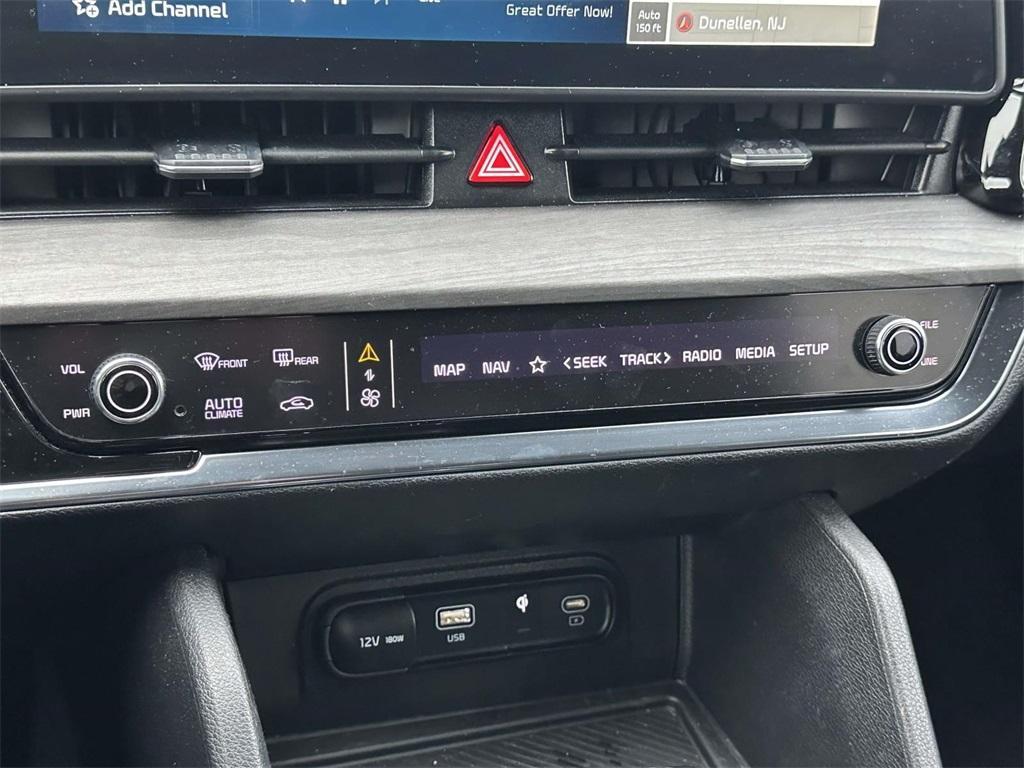 Add Channel
Great Offer Now!
Auto
150 ft
Dunellen, NJ
VOL
FRONT
REAR
PWR
AUTO
CLIMATE
MAP NAV <SEEK TRACK> RADIO MEDIA SETUP
FILE
12V 180W
USB